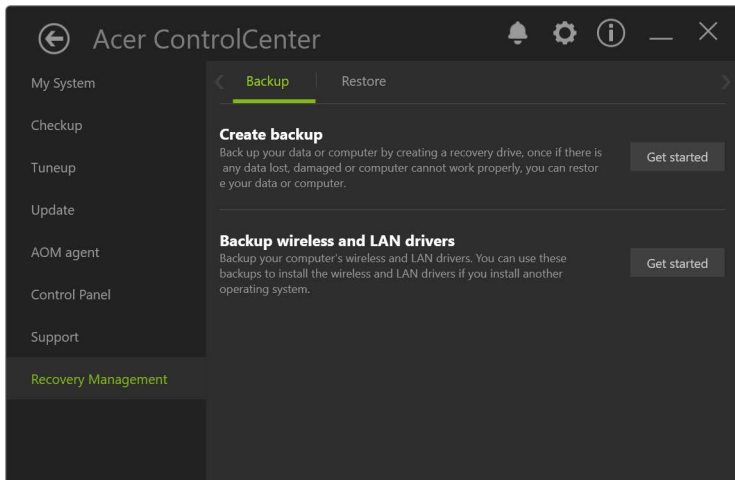 Acer ControlCenter
My System
Checkup
Tuneup
Update
AOM agent
Control Panel
Support
Recovery Management
Backup
Restore
Create backup
Back up your data or computer by creating a recovery drive, once if there is
any data lost, damaged or computer cannot work properly, you can restor
e your data or computer.
Get started
Backup wireless and LAN drivers
Backup your computer's wireless and LAN drivers. You can use these
backups to install the wireless and LAN drivers if you install another
operating system.
Get started